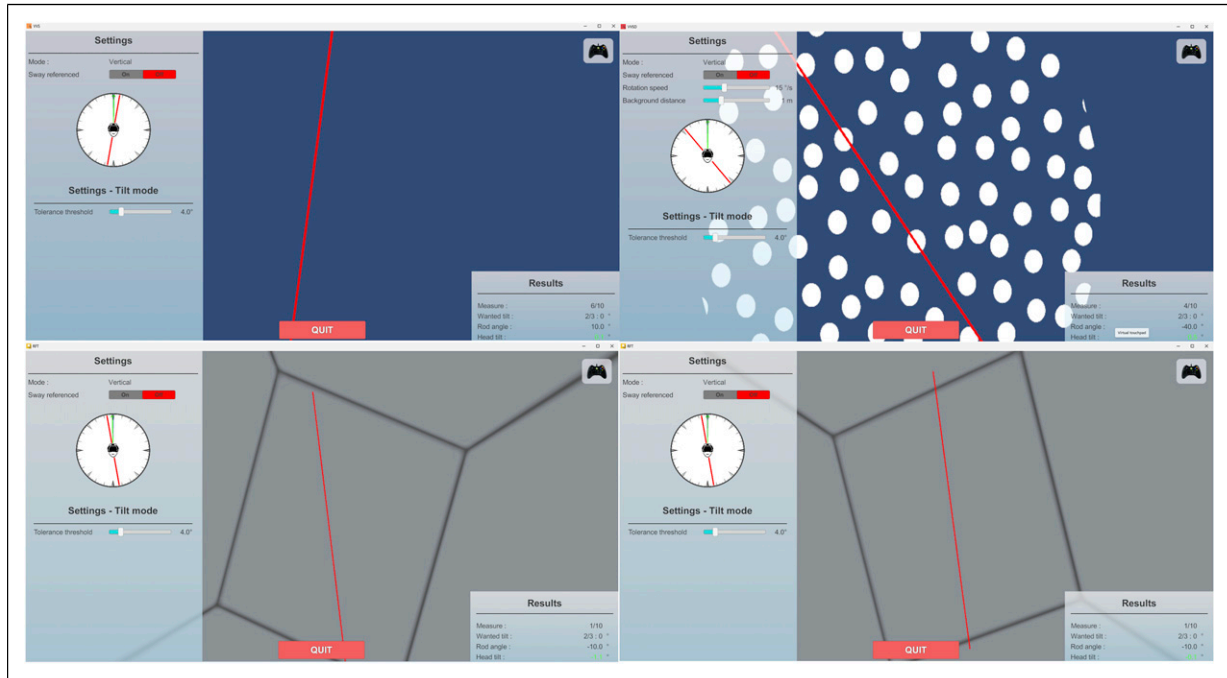 Settings
Mode : Vertical
Sway referenced On
Settings - Tilt mode
Tolerance threshold 4.0°
Results
Measure : 6/10
Wanted tilt : 2/3 : 0 °
Rod angle : 10.0 °
Head tilt :
QUIT
Settings
Mode : Vertical
Sway referenced On
Rotation speed 15 °/s
Background distance m
Settings - Tilt mode
Tolerance threshold 4.0°
Results
Measure : 4/10
Wanted tilt : 2/3 : 0 °
Rod angle : -40.0 °
Head tilt :
Virtual touchpad
QUIT
Settings
Mode : Vertical
Sway referenced On
Settings - Tilt mode
Tolerance threshold 4.0°
Results
Measure : 1/10
Wanted tilt : 2/3 : 0 °
Rod angle : -10.0 °
Head tilt : °
QUIT
Settings
Mode : Vertical
Sway referenced On
Settings - Tilt mode
Tolerance threshold 4.0°
Results
Measure : 1/10
Wanted tilt : 2/3 : 0 °
Rod angle : -10.0 °
Head tilt : °
QUIT